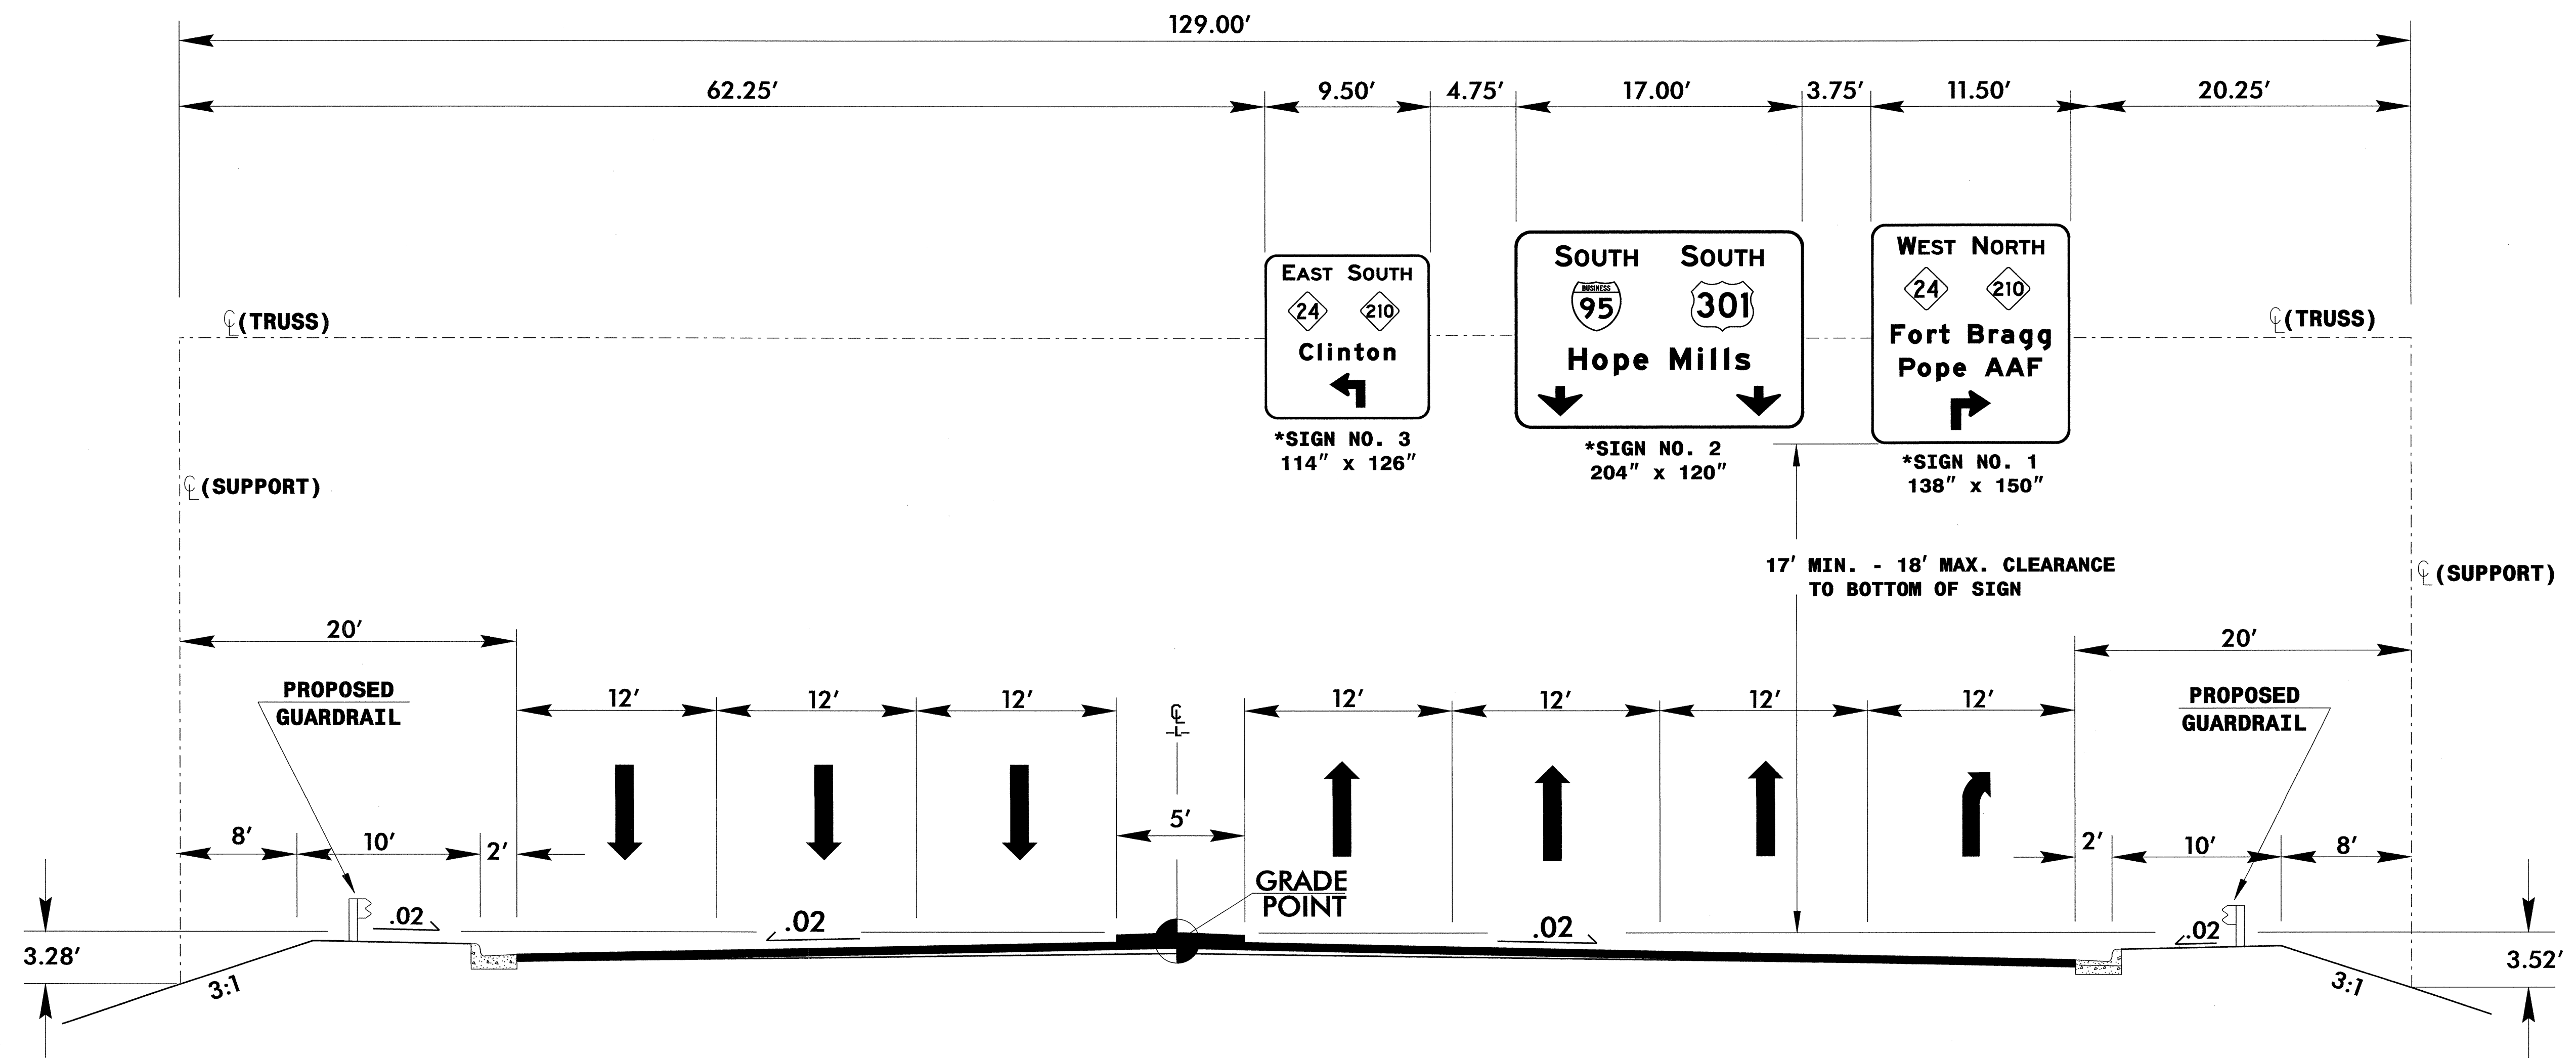 129.00′
62.25′ 9.50′ 4.75′ 17.00′ 3.75′ 11.50′ 20.25′
EAST SOUTH
24 210
Clinton
*SIGN NO. 3
114″ x 126″
SOUTH SOUTH
BUSINESS
95 301
Hope Mills
*SIGN NO. 2
204″ x 120″
WEST NORTH
24 210
Fort Bragg
Pope AAF
*SIGN NO. 1
138″ x 150″
℄ (TRUSS)
℄ (TRUSS)
℄ (SUPPORT)
17′ MIN. - 18′ MAX. CLEARANCE
TO BOTTOM OF SIGN
℄ (SUPPORT)
20′
20′
PROPOSED
GUARDRAIL
12′ 12′ 12′
℄
-L-
12′ 12′ 12′ 12′
PROPOSED
GUARDRAIL
8′ 10′ 2′
5′
2′ 10′ 8′
GRADE
POINT
.02
.02
.02
.02
3.28′
3:1
3:1
3.52′